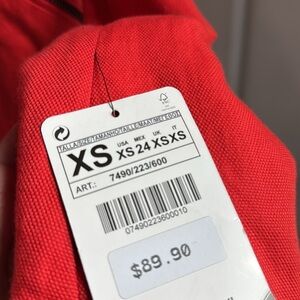 TALLA/SIZE/TAMANHO/TAILLE/MAAT/
XS
USA MEX UK IT
XS 24 XS XS
ART.: 7490/223/600
07490223600010
$89.90